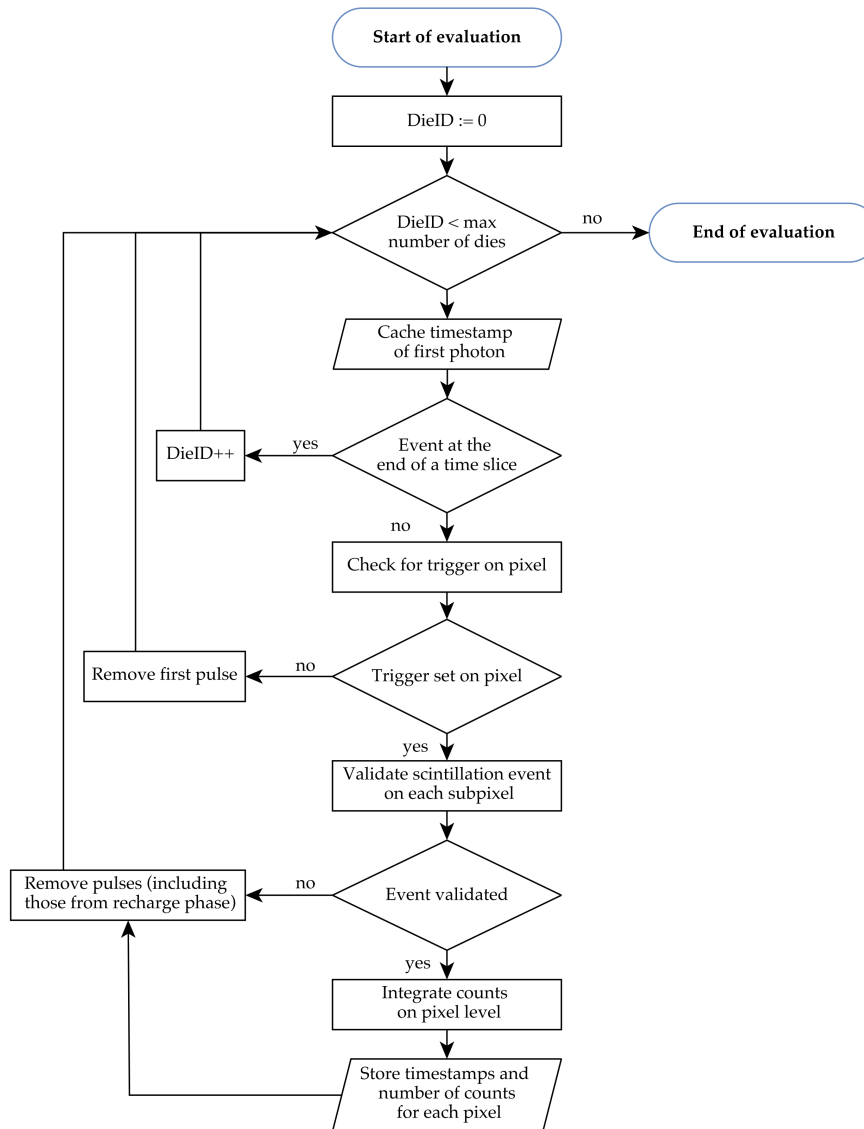 Start of evaluation
DieID := 0
DieID < max
number of dies
no
End of evaluation
Cache timestamp
of first photon
Event at the
end of a time slice
yes
DieID++
no
Check for trigger on pixel
Trigger set on pixel
no
Remove first pulse
yes
Validate scintillation event
on each subpixel
Event validated
no
Remove pulses (including
those from recharge phase)
yes
Integrate counts
on pixel level
Store timestamps and
number of counts
for each pixel